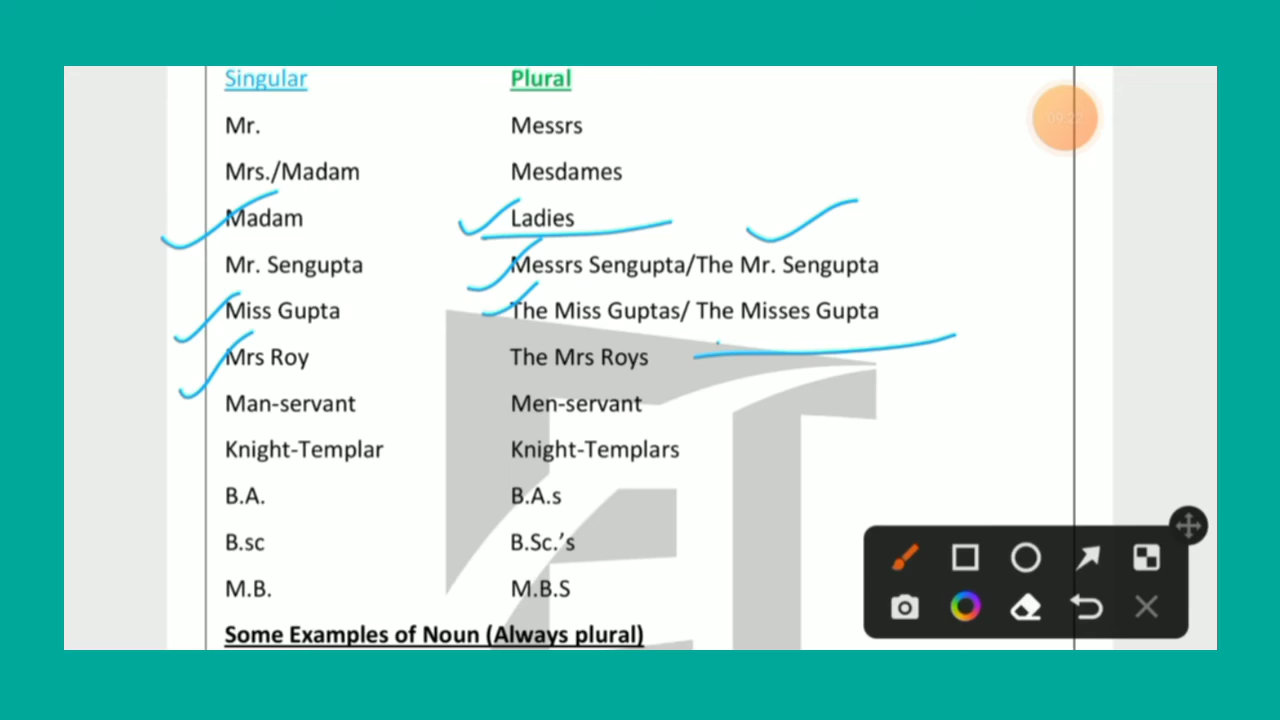 Singular Plural
Mr. Messrs
Mrs./Madam Mesdames
Madam Ladies
Mr. Sengupta Messrs Sengupta/The Mr. Sengupta
Miss Gupta The Miss Guptas/ The Misses Gupta
Mrs Roy The Mrs Roys
Man-servant Men-servant
Knight-Templar Knight-Templars
B.A. B.A.s
B.sc B.Sc.’s
M.B. M.B.S
Some Examples of Noun (Always plural)